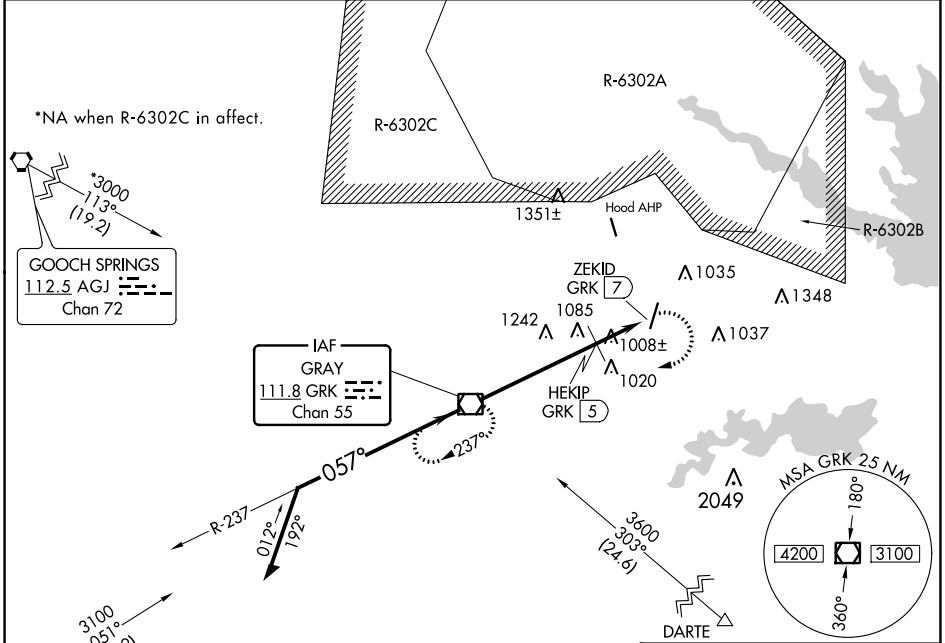 *NA when R-6302C in affect.
R-6302A
R-6302C
R-6302B
*3000
113°
(19.2)
GOOCH SPRINGS
112.5 AGJ
Chan 72
1351±
Hood AHP
ZEKID
GRK 7
1035
1348
1242
1085
1008±
1037
1020
IAF
GRAY
111.8 GRK
Chan 55
HEKIP
GRK 5
237°
057°
R-237
012°
192°
2049
MSA GRK 25 NM
180°
4200
3100
360°
3600
303°
(24.6)
DARTE
3100
051°